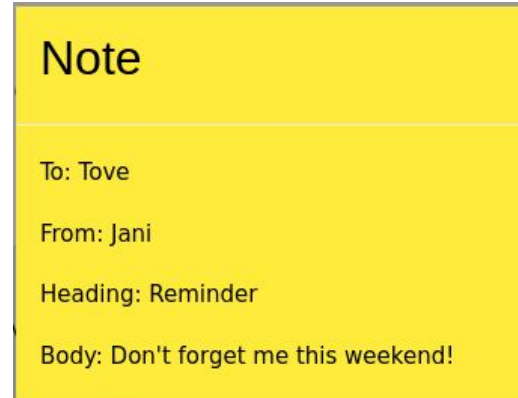 Note
To: Tove
From: Jani
Heading: Reminder
Body: Don't forget me this weekend!